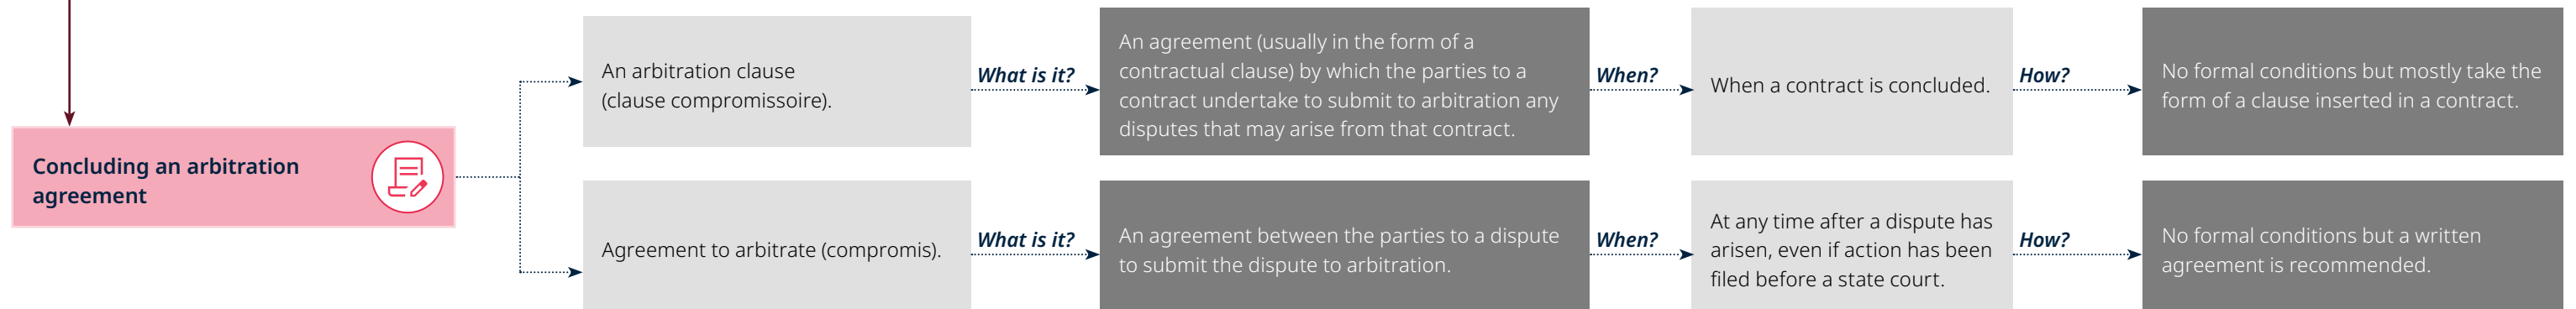 Concluding an arbitration
agreement
An arbitration clause
(clause compromissoire).
What is it?
An agreement (usually in the form of a
contractual clause) by which the parties to a
contract undertake to submit to arbitration any
disputes that may arise from that contract.
When?
When a contract is concluded.
How?
No formal conditions but mostly take the
form of a clause inserted in a contract.
Agreement to arbitrate (compromis).
What is it?
An agreement between the parties to a dispute
to submit the dispute to arbitration.
When?
At any time after a dispute has
arisen, even if action has been
filed before a state court.
How?
No formal conditions but a written
agreement is recommended.